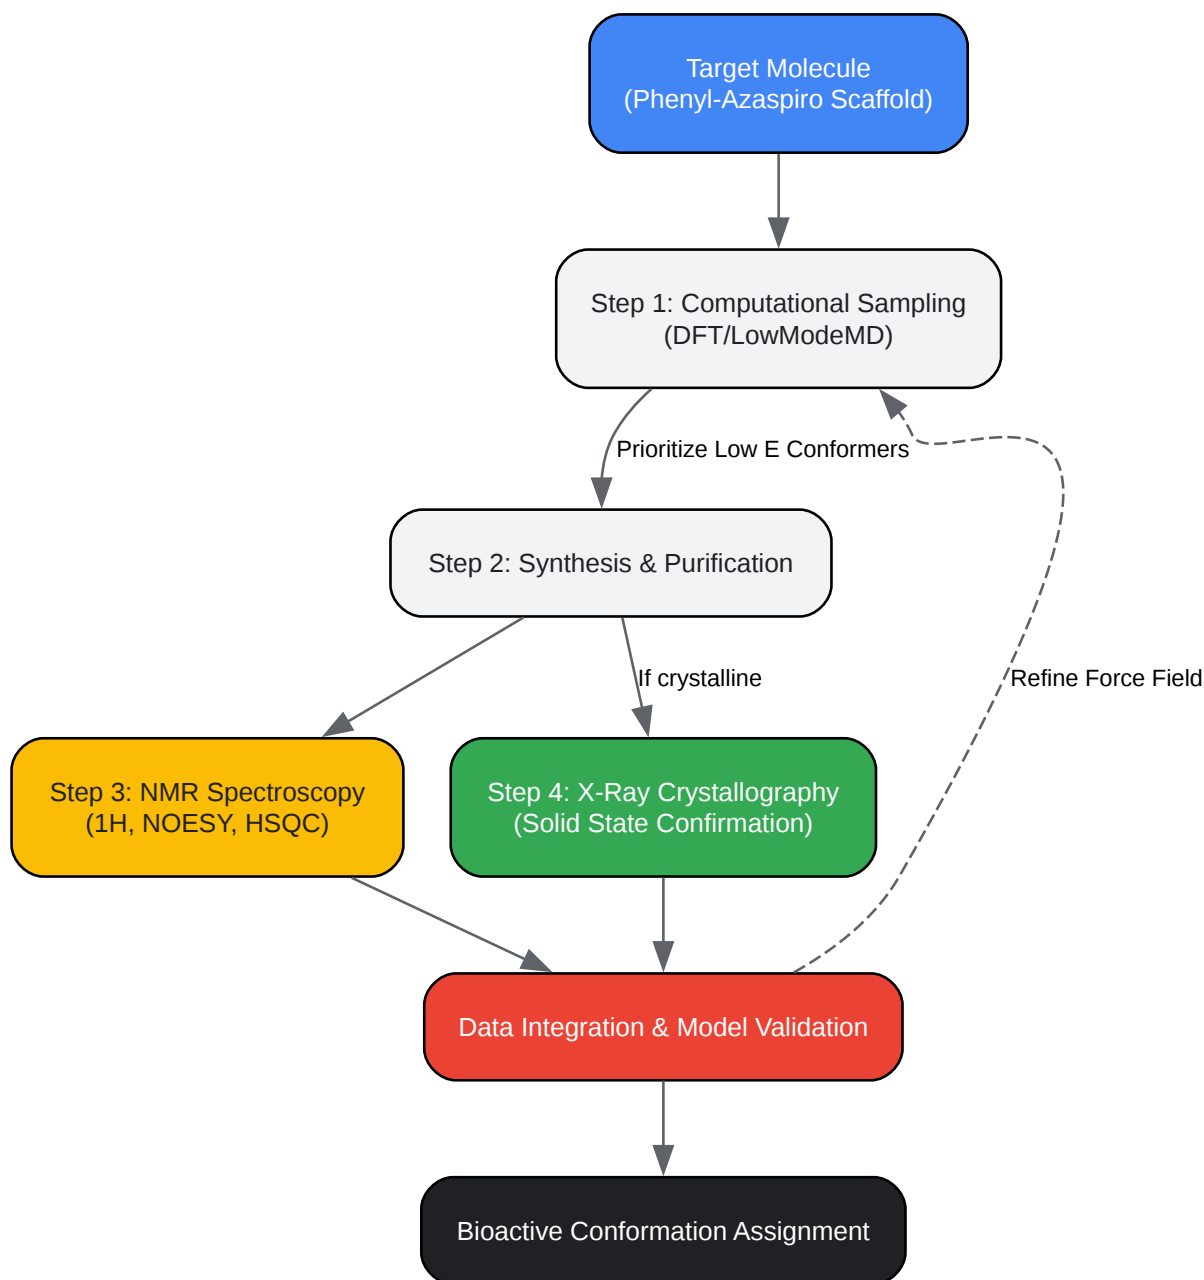 Target Molecule
(Phenyl-Azaspiro Scaffold)
Step 1: Computational Sampling
(DFT/LowModeMD)
Prioritize Low E Conformers
Step 2: Synthesis & Purification
If crystalline
Refine Force Field
Step 3: NMR Spectroscopy
(1H, NOESY, HSQC)
Step 4: X-Ray Crystallography
(Solid State Confirmation)
Data Integration & Model Validation
Bioactive Conformation Assignment